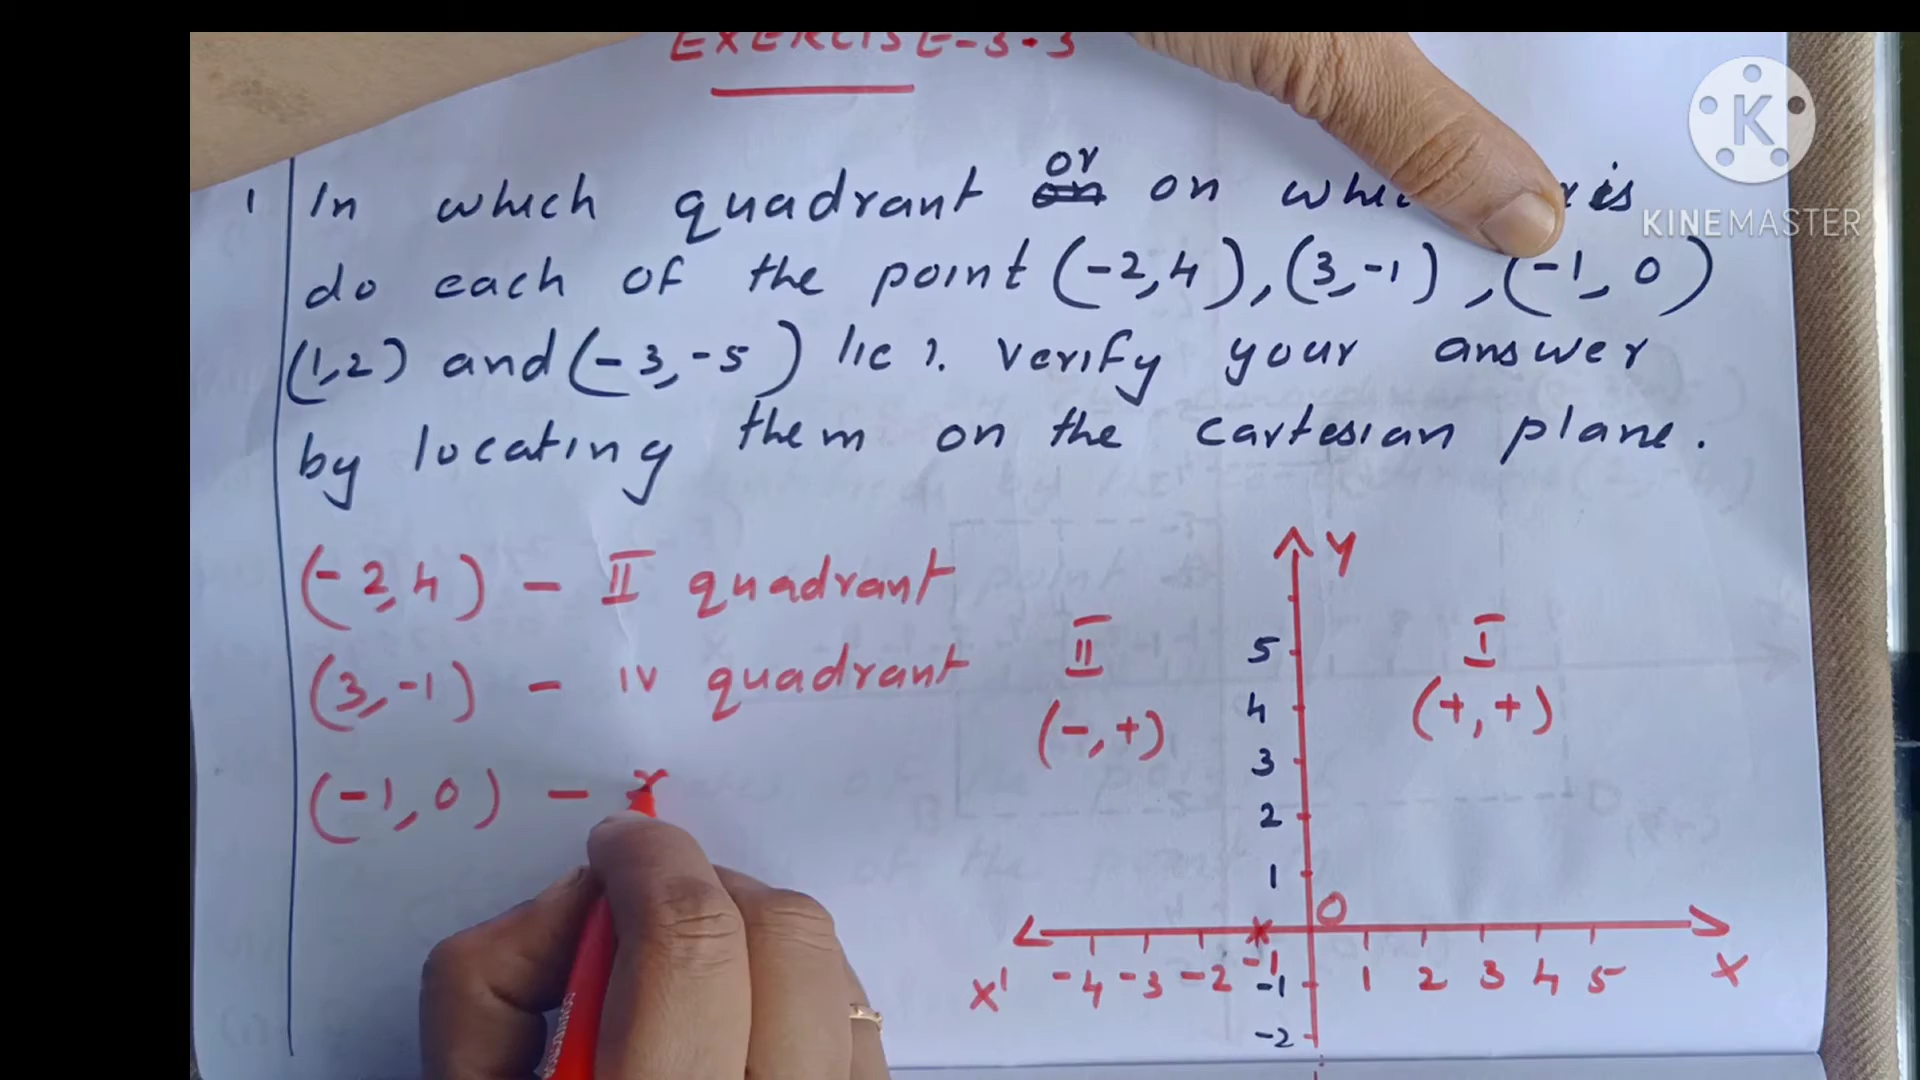 EXERCISE-3.3
1 In which quadrant or on is
do each of the point (-2,4), (3,-1), (-1, 0)
(1,2) and (-3,-5) lie ?. Verify your answer
by locating them on the cartesian plane.
(-2,4) - II quadrant
(3,-1) - IV quadrant
(-1,0) - x
Y
II
I
(-,+)
(+,+)
5
4
3
2
1
O
X'
-4 -3 -2 -1
1 2 3 4 5
X
-1
-2
K
KINEMASTER